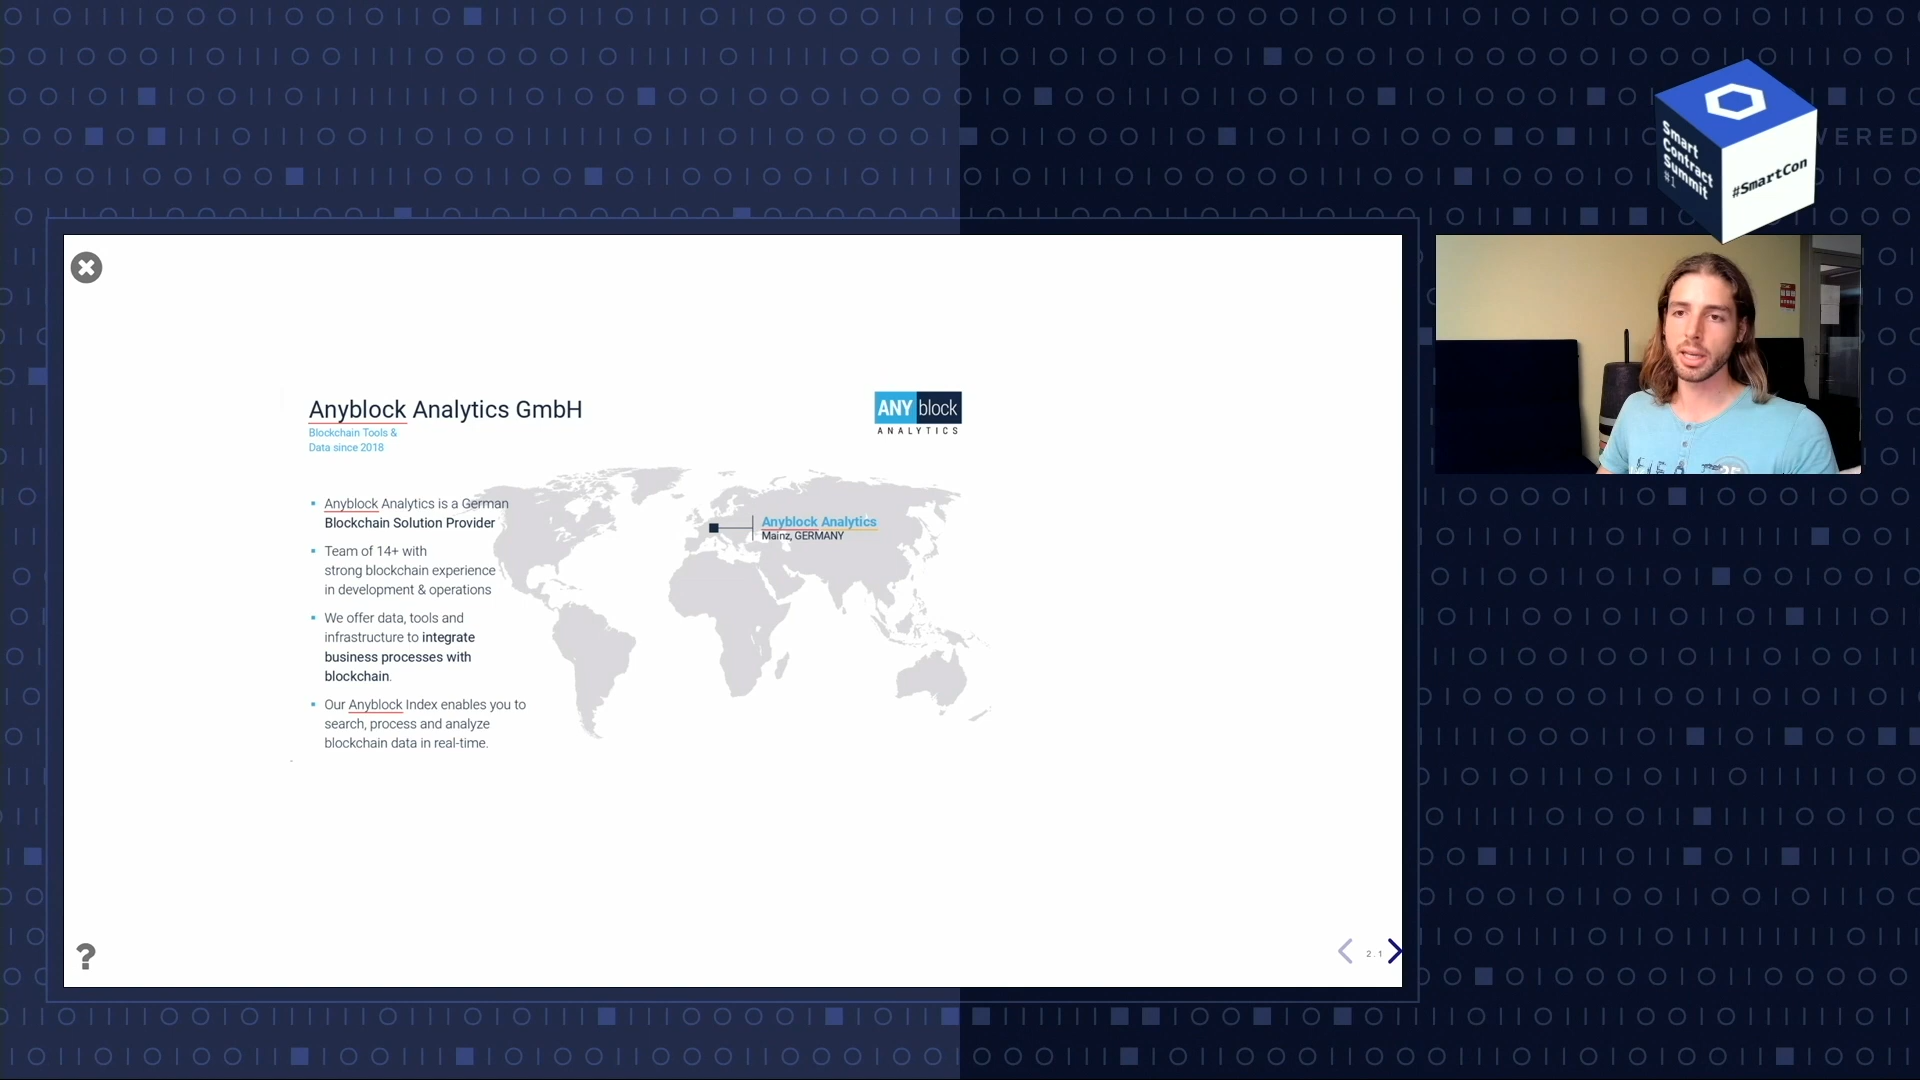 WERED
Smart
Contract
Summit
#1
#SmartCon
Anyblock Analytics GmbH
Blockchain Tools &
Data since 2018
ANY block
ANALYTICS
Anyblock Analytics is a German
Blockchain Solution Provider
Team of 14+ with
strong blockchain experience
in development & operations
We offer data, tools and
infrastructure to integrate
business processes with
blockchain.
Our Anyblock Index enables you to
search, process and analyze
blockchain data in real-time.
Anyblock Analytics
Mainz, GERMANY
?
2.1